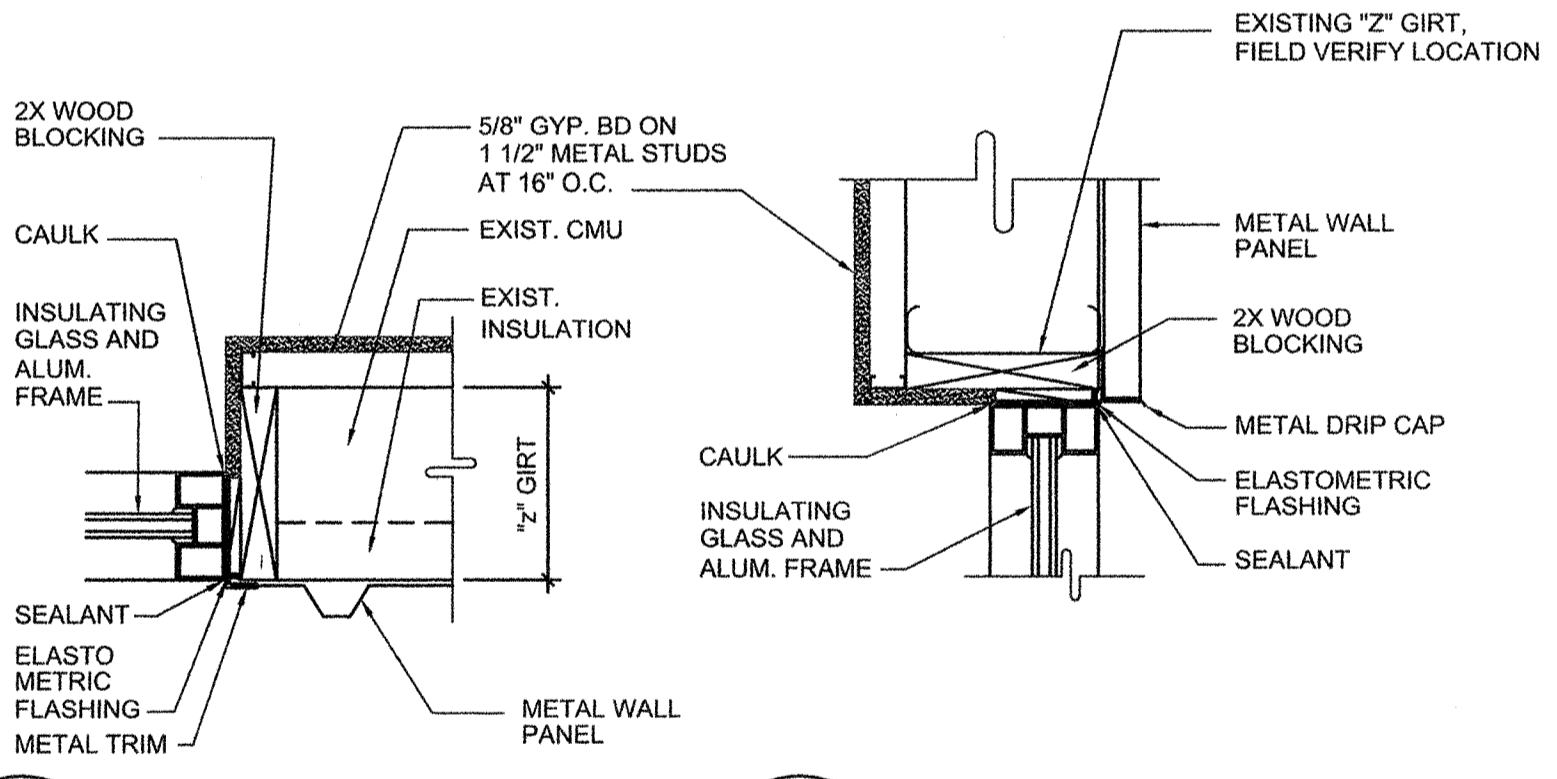 2X WOOD
BLOCKING
CAULK
INSULATING
GLASS AND
ALUM.
FRAME
SEALANT
ELASTO
METRIC
FLASHING
METAL TRIM
5/8" GYP. BD ON
1 1/2" METAL STUDS
AT 16" O.C.
EXIST. CMU
EXIST.
INSULATION
"Z" GIRT
METAL WALL
PANEL
EXISTING "Z" GIRT,
FIELD VERIFY LOCATION
METAL WALL
PANEL
2X WOOD
BLOCKING
METAL DRIP CAP
ELASTOMETRIC
FLASHING
SEALANT
CAULK
INSULATING
GLASS AND
ALUM. FRAME